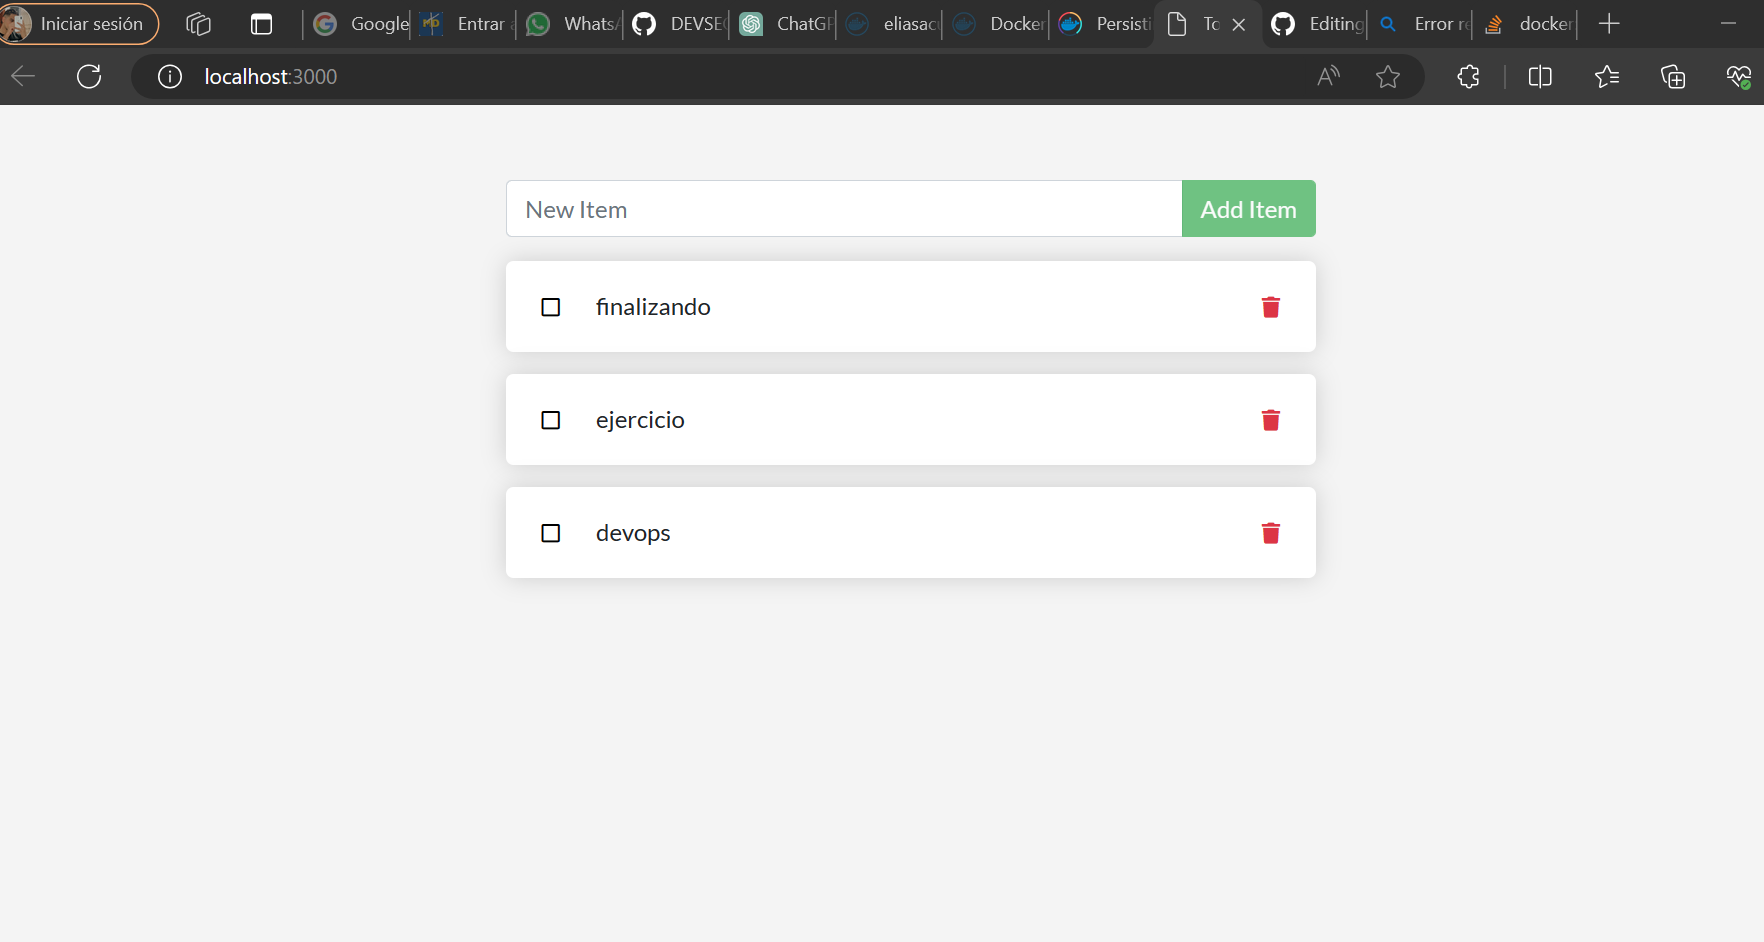 Iniciar sesión
Google
Entrar
Whats
DEVSE
ChatGP
eliasac
Docker
Persisti
To
Editing
Error re
docker
localhost:3000
New Item
Add Item
finalizando
ejercicio
devops